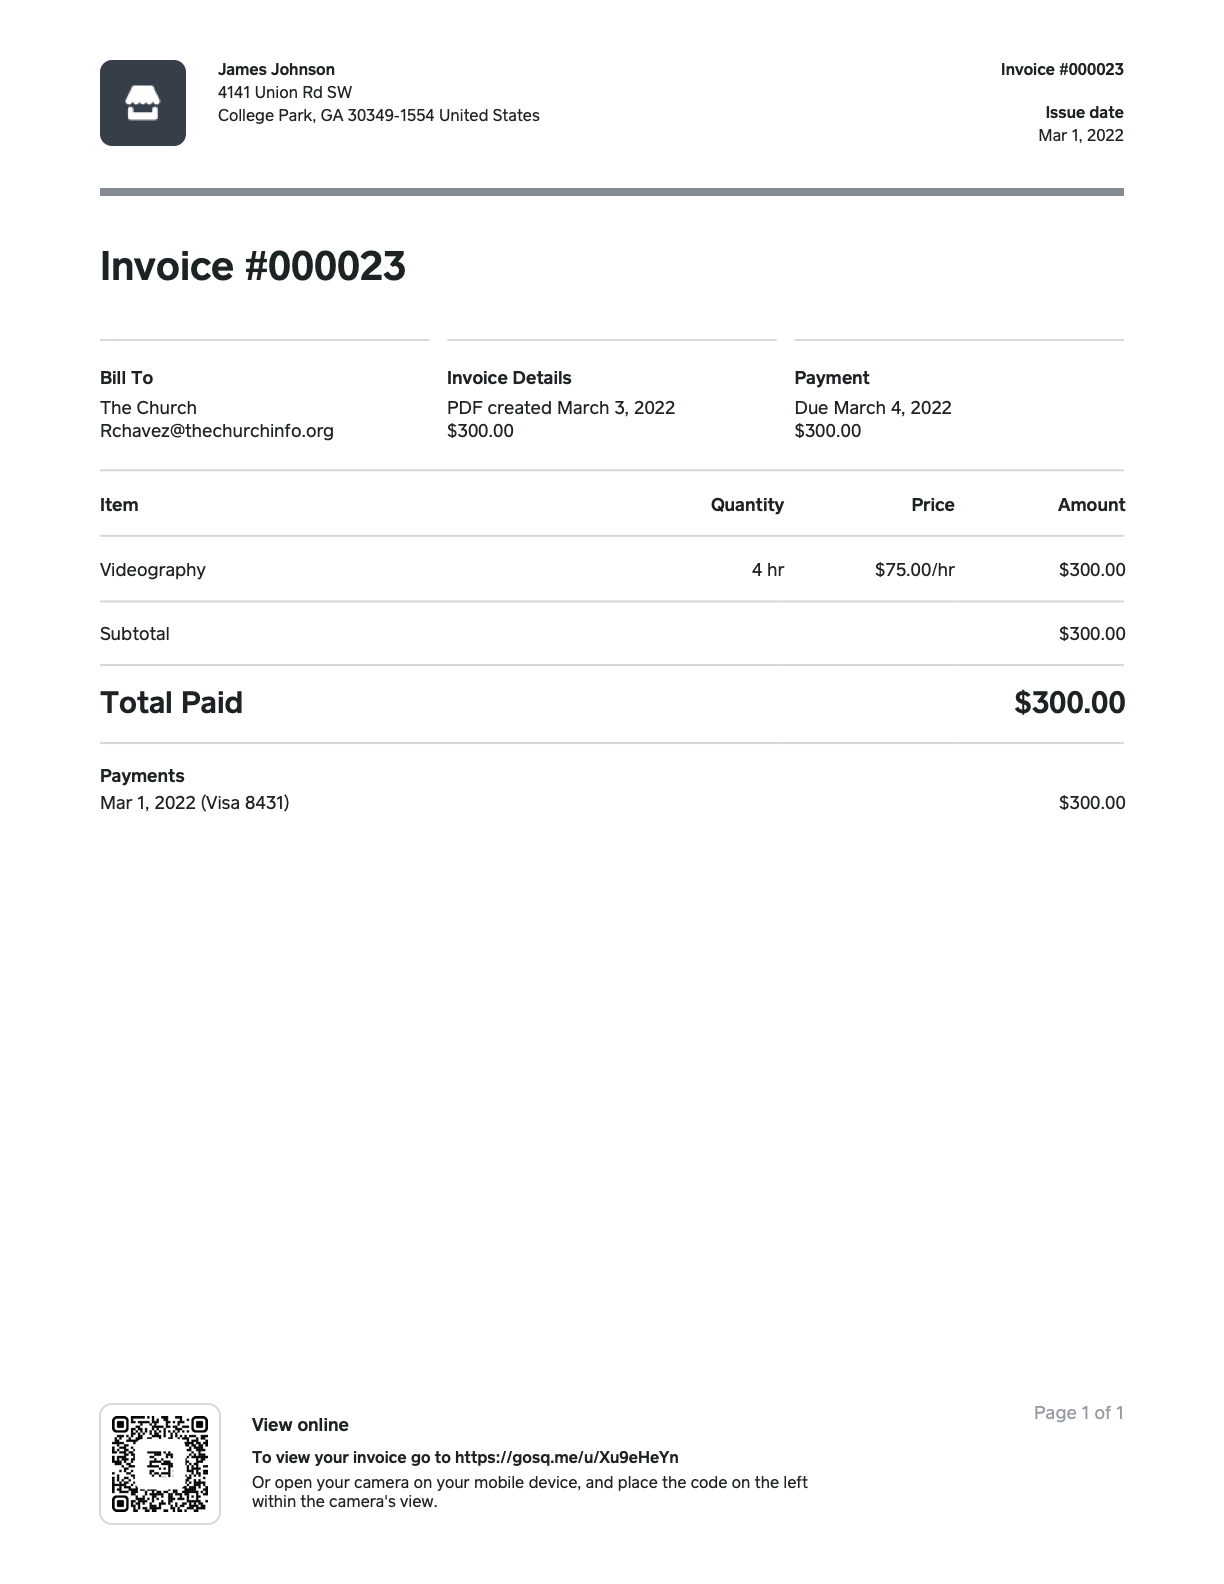 James Johnson
4141 Union Rd SW
College Park, GA 30349-1554 United States
Invoice #000023
Issue date
Mar 1, 2022
Invoice #000023
Bill To
The Church
Rchavez@thechurchinfo.org
Invoice Details
PDF created March 3, 2022
$300.00
Payment
Due March 4, 2022
$300.00
Item Quantity Price Amount
Videography 4 hr $75.00/hr $300.00
Subtotal $300.00
Total Paid $300.00
Payments
Mar 1, 2022 (Visa 8431) $300.00
View online
To view your invoice go to https://gosq.me/u/Xu9eHeYn
Or open your camera on your mobile device, and place the code on the left
within the camera's view.
Page 1 of 1